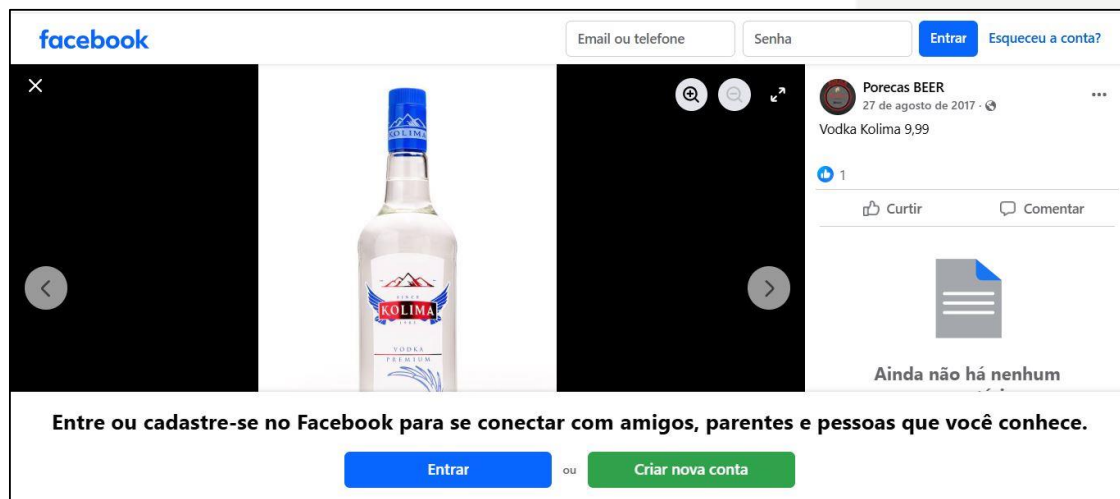 facebook
Email ou telefone
Senha
Entrar
Esqueceu a conta?
KOLIMA
KOLIMA
VODKA
PREMIUM
Porecas BEER
27 de agosto de 2017
Vodka Kolima 9,99
1
Curtir
Comentar
Ainda não há nenhum
Entre ou cadastre-se no Facebook para se conectar com amigos, parentes e pessoas que você conhece.
Entrar
ou
Criar nova conta